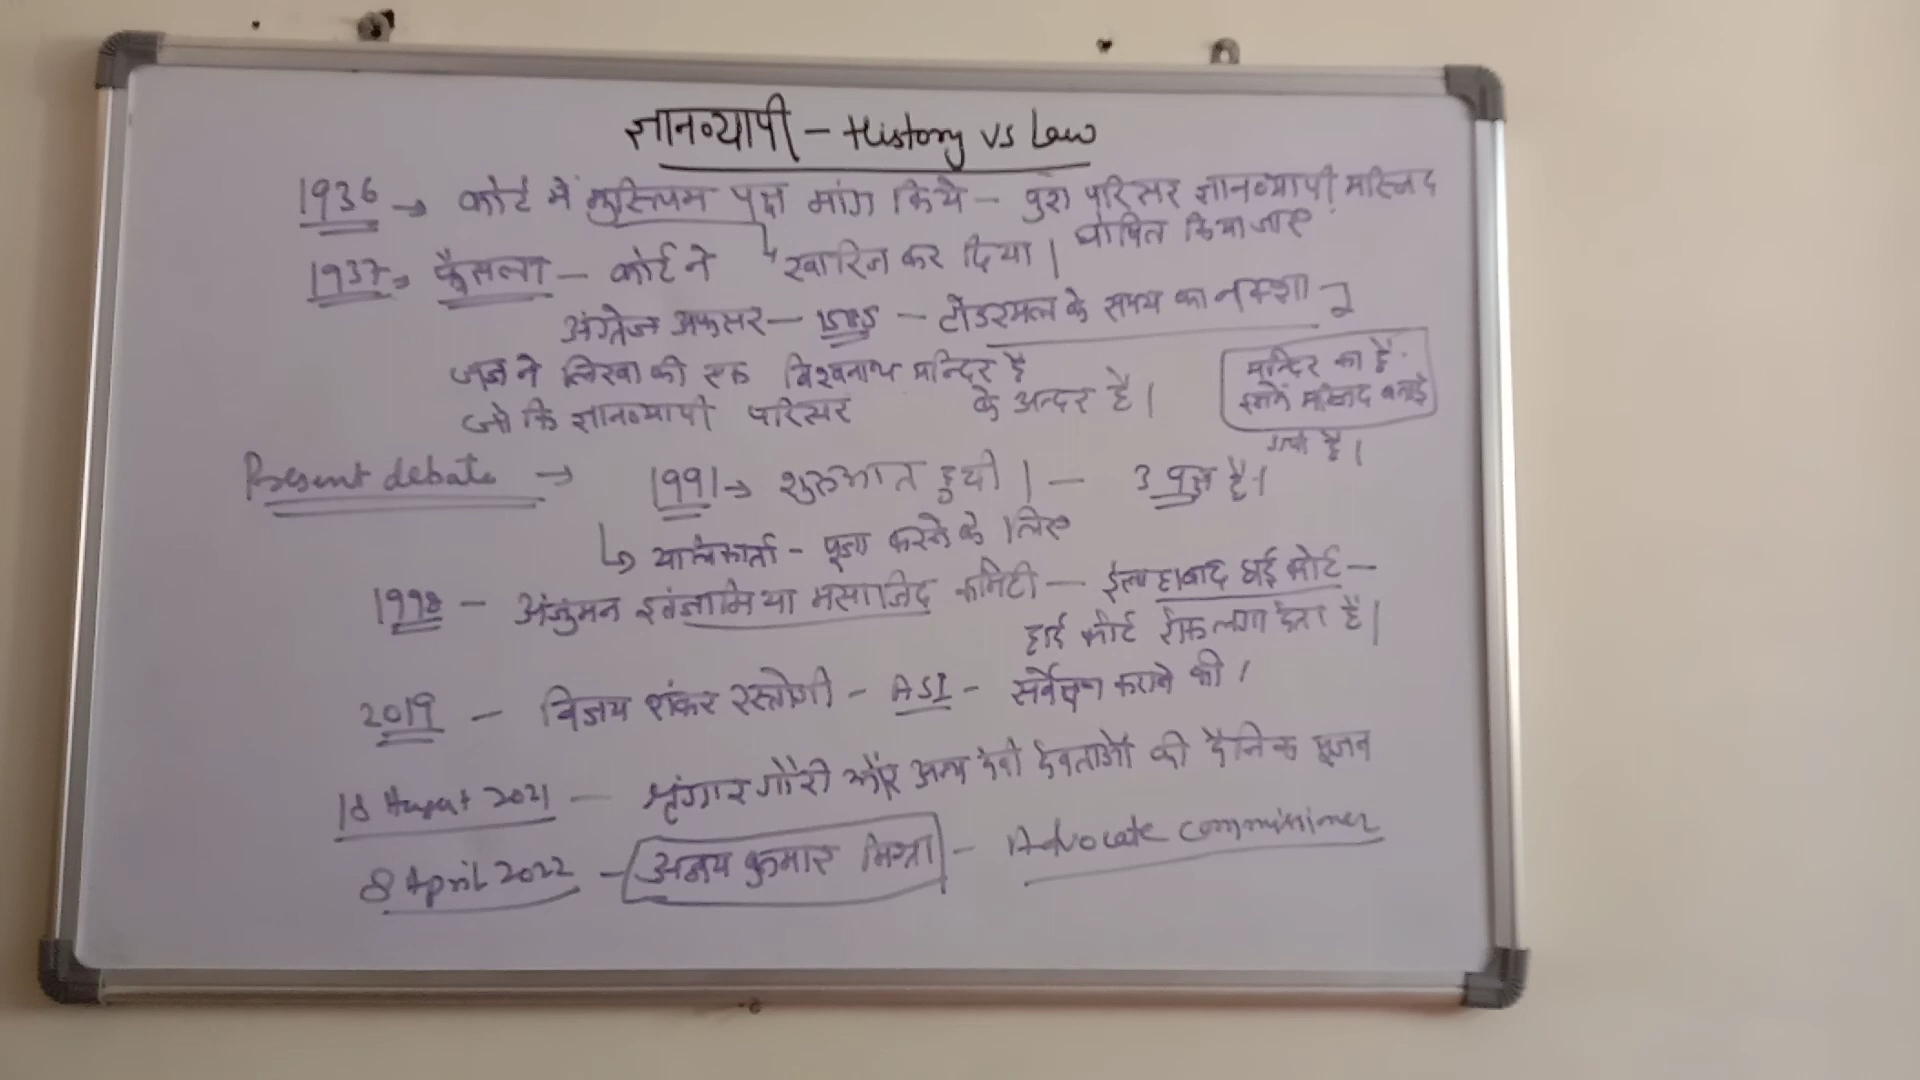 ज्ञानव्यापी – History vs Law
1936 → कोर्ट में मुस्लिम पक्ष मांग किये – पुरा परिसर ज्ञानव्यापी मस्जिद
घोषित किया जाए
1937 → फैसला – कोर्ट ने खारिज कर दिया।
अंग्रेज अफसर – 1585 – टोडरमल के समय का नक्शा
जज ने लिखा की एक विश्वनाथ मन्दिर है
जो कि ज्ञानव्यापी परिसर के अन्दर है।
मन्दिर का है।
इसमें मस्जिद बनाई
गयी है।
Present debate → 1991 → शुरुआत हुयी। – 3 पक्ष है।
याचिकार्ता – पूजा करने के लिए
1998 – अंजुमन इंतजामिया मसाजिद कमिटी – ईलाहाबाद हाई कोर्ट –
हाई कोर्ट रोक लगा देता है।
2019 – विजय शंकर रस्तोगी – ASI – सर्वेक्षण कराने की।
18 August 2021 – श्रृंगार गौरी और अन्य देवी देवताओं की दैनिक पूजन
8 April 2022 – अजय कुमार मिश्रा – Advocate commissioner